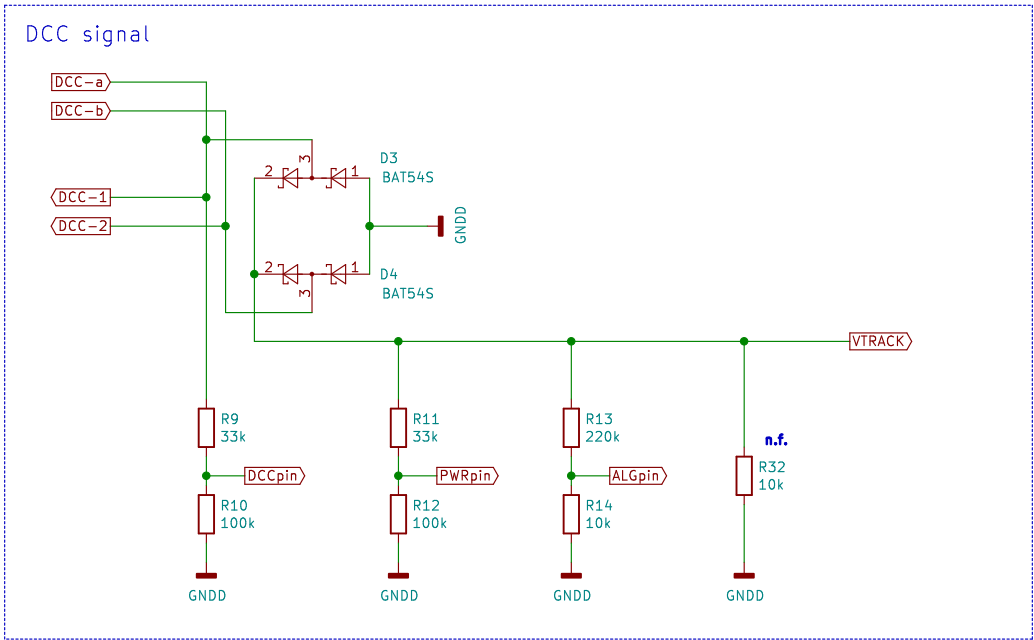 DCC signal
DCC-a
DCC-b
3
D3
2
1
BAT54S
DCC-1
DCC-2
GNDD
2
1
D4
3
BAT54S
VTRACK
R9
33k
R11
33k
R13
220k
n.f.
R32
10k
DCCpin
PWRpin
ALGpin
R10
100k
R12
100k
R14
10k
GNDD
GNDD
GNDD
GNDD